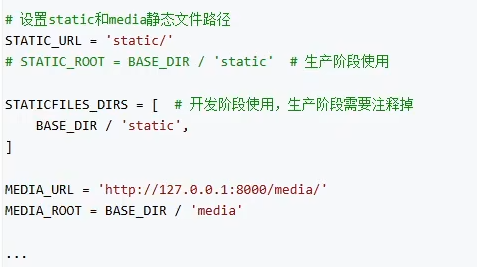 # 设置static和media静态文件路径
STATIC_URL = 'static/'
# STATIC_ROOT = BASE_DIR / 'static'  # 生产阶段使用
STATICFILES_DIRS = [  # 开发阶段使用，生产阶段需要注释掉
    BASE_DIR / 'static',
]
MEDIA_URL = 'http://127.0.0.1:8000/media/'
MEDIA_ROOT = BASE_DIR / 'media'
...